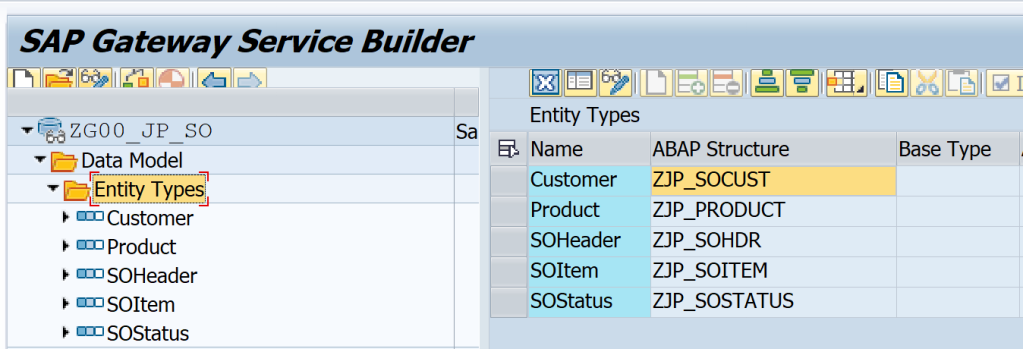 SAP Gateway Service Builder
ZG00_JP_SO
Sa
Data Model
Entity Types
Customer
Product
SOHeader
SOItem
SOStatus
Entity Types
Name ABAP Structure Base Type
Customer ZJP_SOCUST
Product ZJP_PRODUCT
SOHeader ZJP_SOHDR
SOItem ZJP_SOITEM
SOStatus ZJP_SOSTATUS